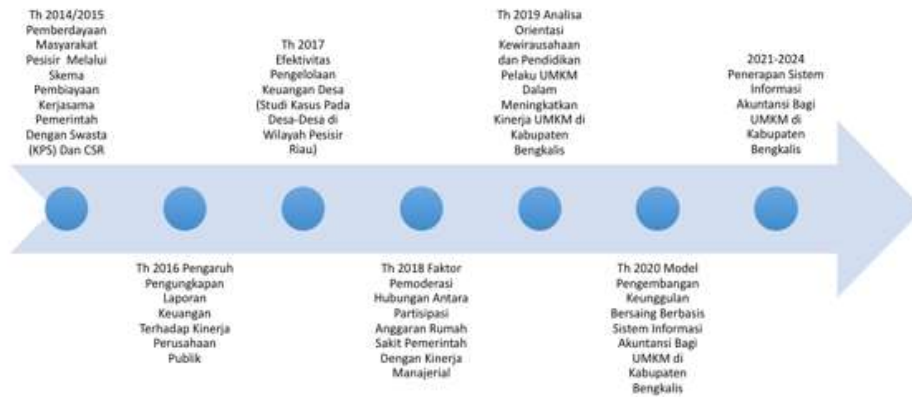 Th 2014/2015
Pemberdayaan
Masyarakat
Pesisir Melalui
Skema
Pembiayaan
Kerjasama
Pemerintah
Dengan Swasta
(KPS) Dan CSR
Th 2016 Pengaruh
Pengungkapan
Laporan
Keuangan
Terhadap Kinerja
Perusahaan
Publik
Th 2017
Efektivitas
Pengelolaan
Keuangan Desa
(Studi Kasus Pada
Desa-Desa di
Wilayah Pesisir
Riau)
Th 2018 Faktor
Pemoderasi
Hubungan Antara
Partisipasi
Anggaran Rumah
Sakit Pemerintah
Dengan Kinerja
Manajerial
Th 2019 Analisa
Orientasi
Kewirausahaan
dan Pendidikan
Pelaku UMKM
Dalam
Meningkatkan
Kinerja UMKM di
Kabupaten
Bengkalis
Th 2020 Model
Pengembangan
Keunggulan
Bersaing Berbasis
Sistem Informasi
Akuntansi Bagi
UMKM di
Kabupaten
Bengkalis
2021-2024
Penerapan Sistem
Informasi
Akuntansi Bagi
UMKM di
Kabupaten
Bengkalis